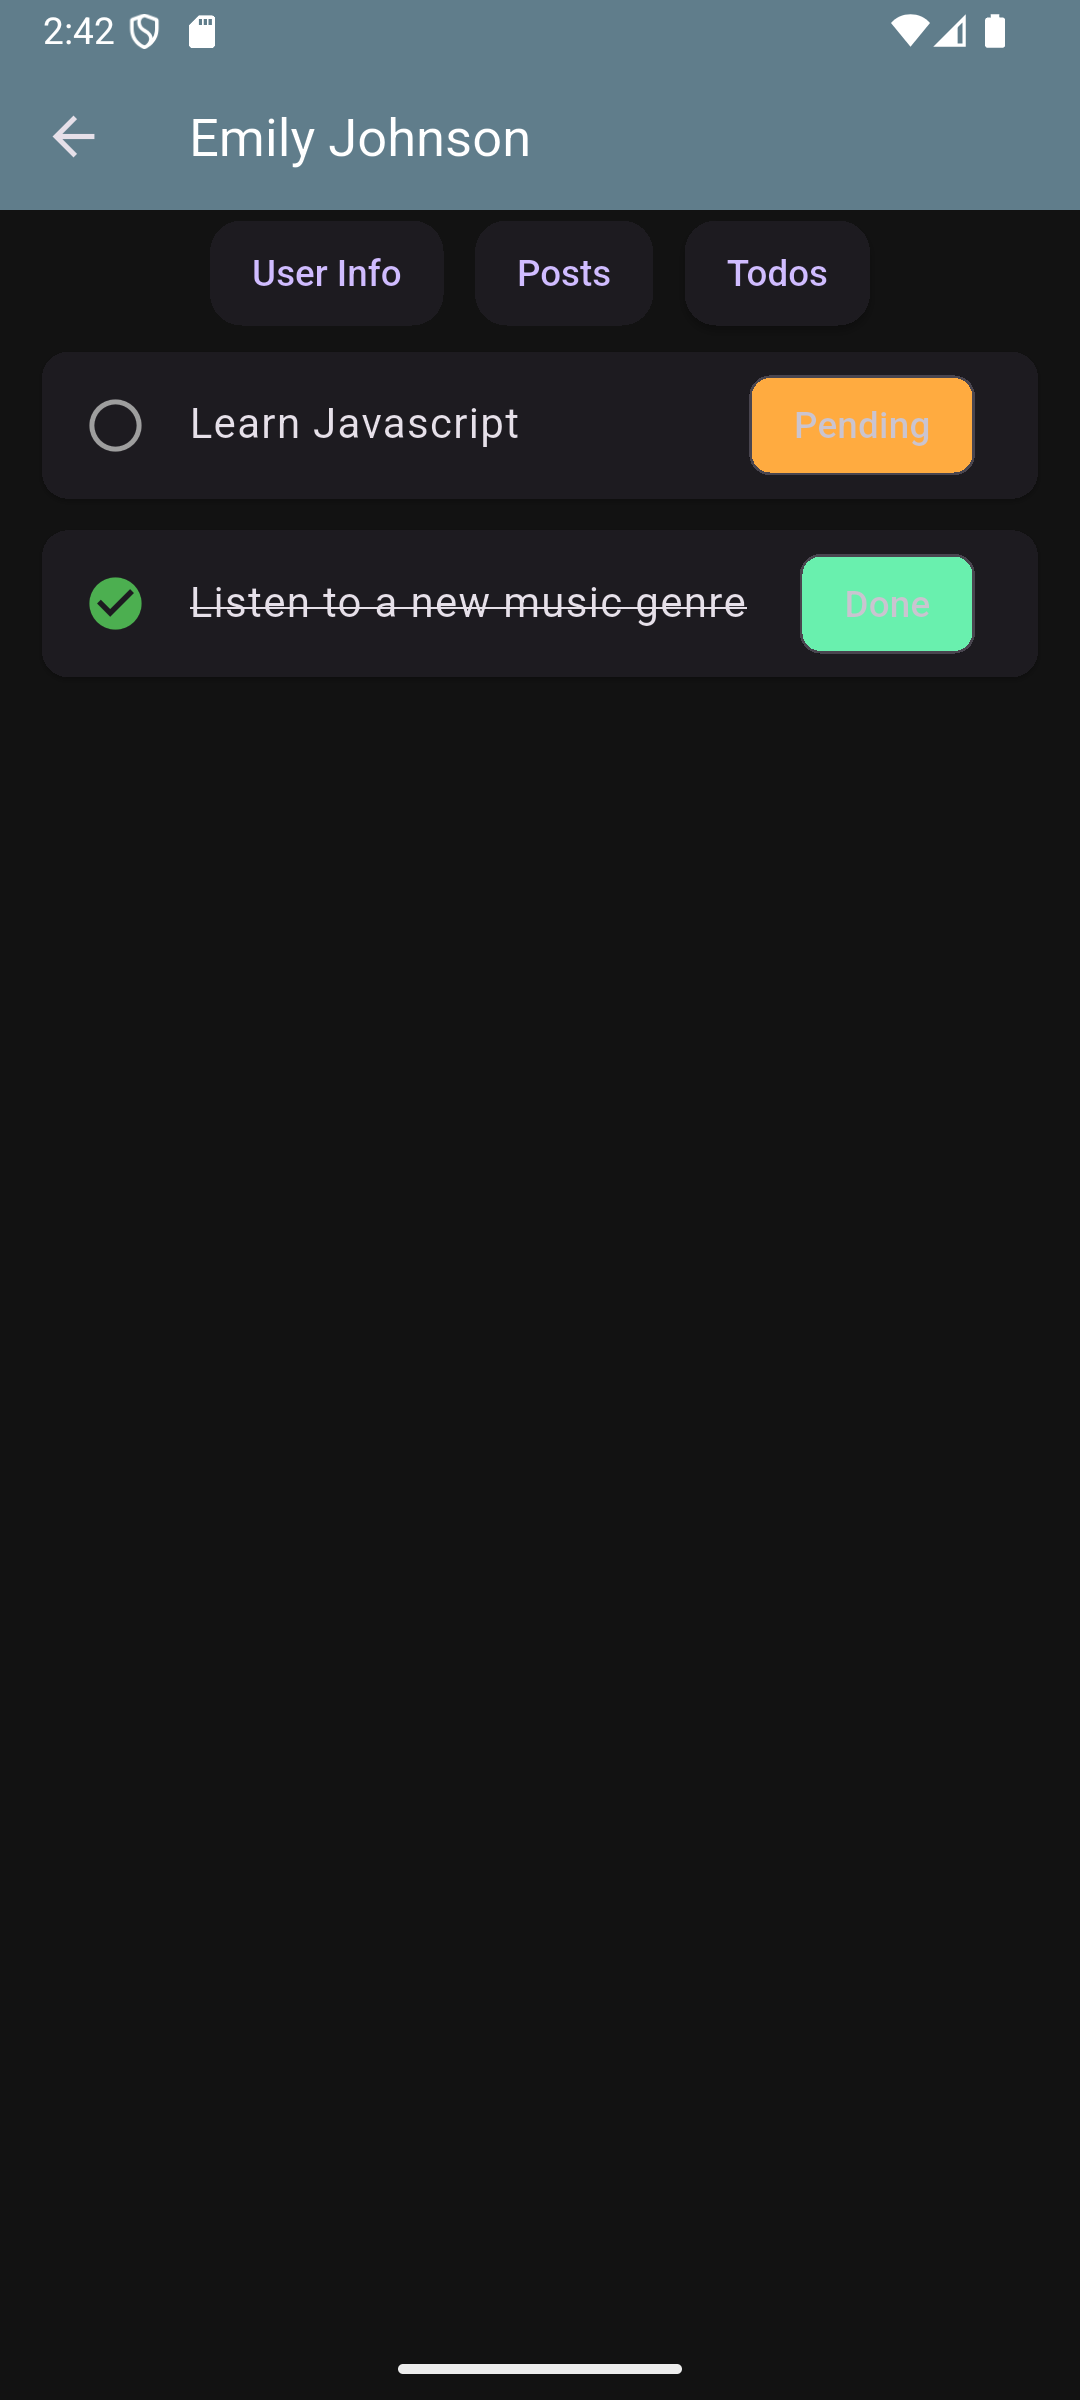 2:42
Emily Johnson
User Info Posts Todos
Learn Javascript Pending
Listen to a new music genre Done